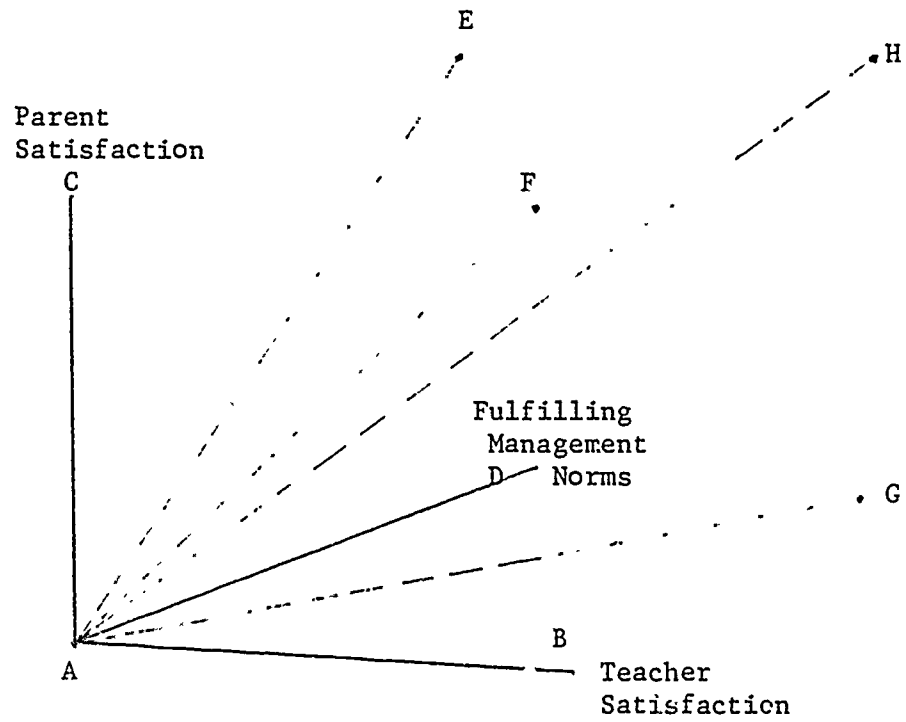 E
H
Parent
Satisfaction
C
F
Fulfilling
Management
D Norms
G
B
A
Teacher
Satisfaction